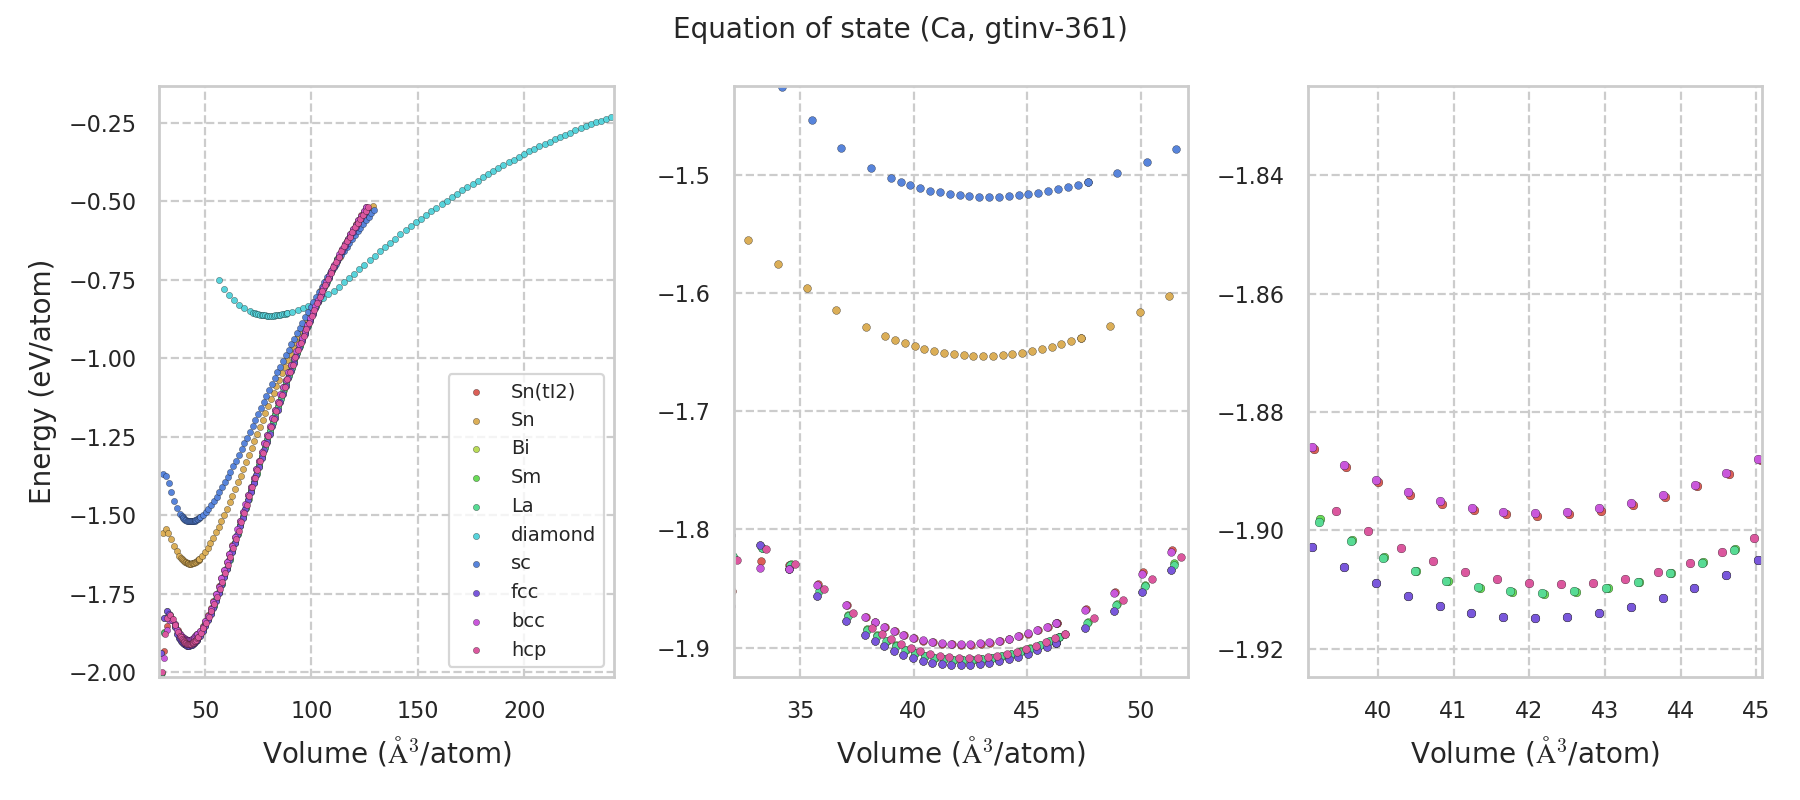 Equation of state (Ca, gtinv-361)
Energy (eV/atom)
−0.25
−0.50
−0.75
−1.00
−1.25
−1.50
−1.75
−2.00
50
100
150
200
Volume (Å³/atom)
Sn(tI2)
Sn
Bi
Sm
La
diamond
sc
fcc
bcc
hcp
−1.5
−1.6
−1.7
−1.8
−1.9
35
40
45
50
Volume (Å³/atom)
−1.84
−1.86
−1.88
−1.90
−1.92
40
41
42
43
44
45
Volume (Å³/atom)